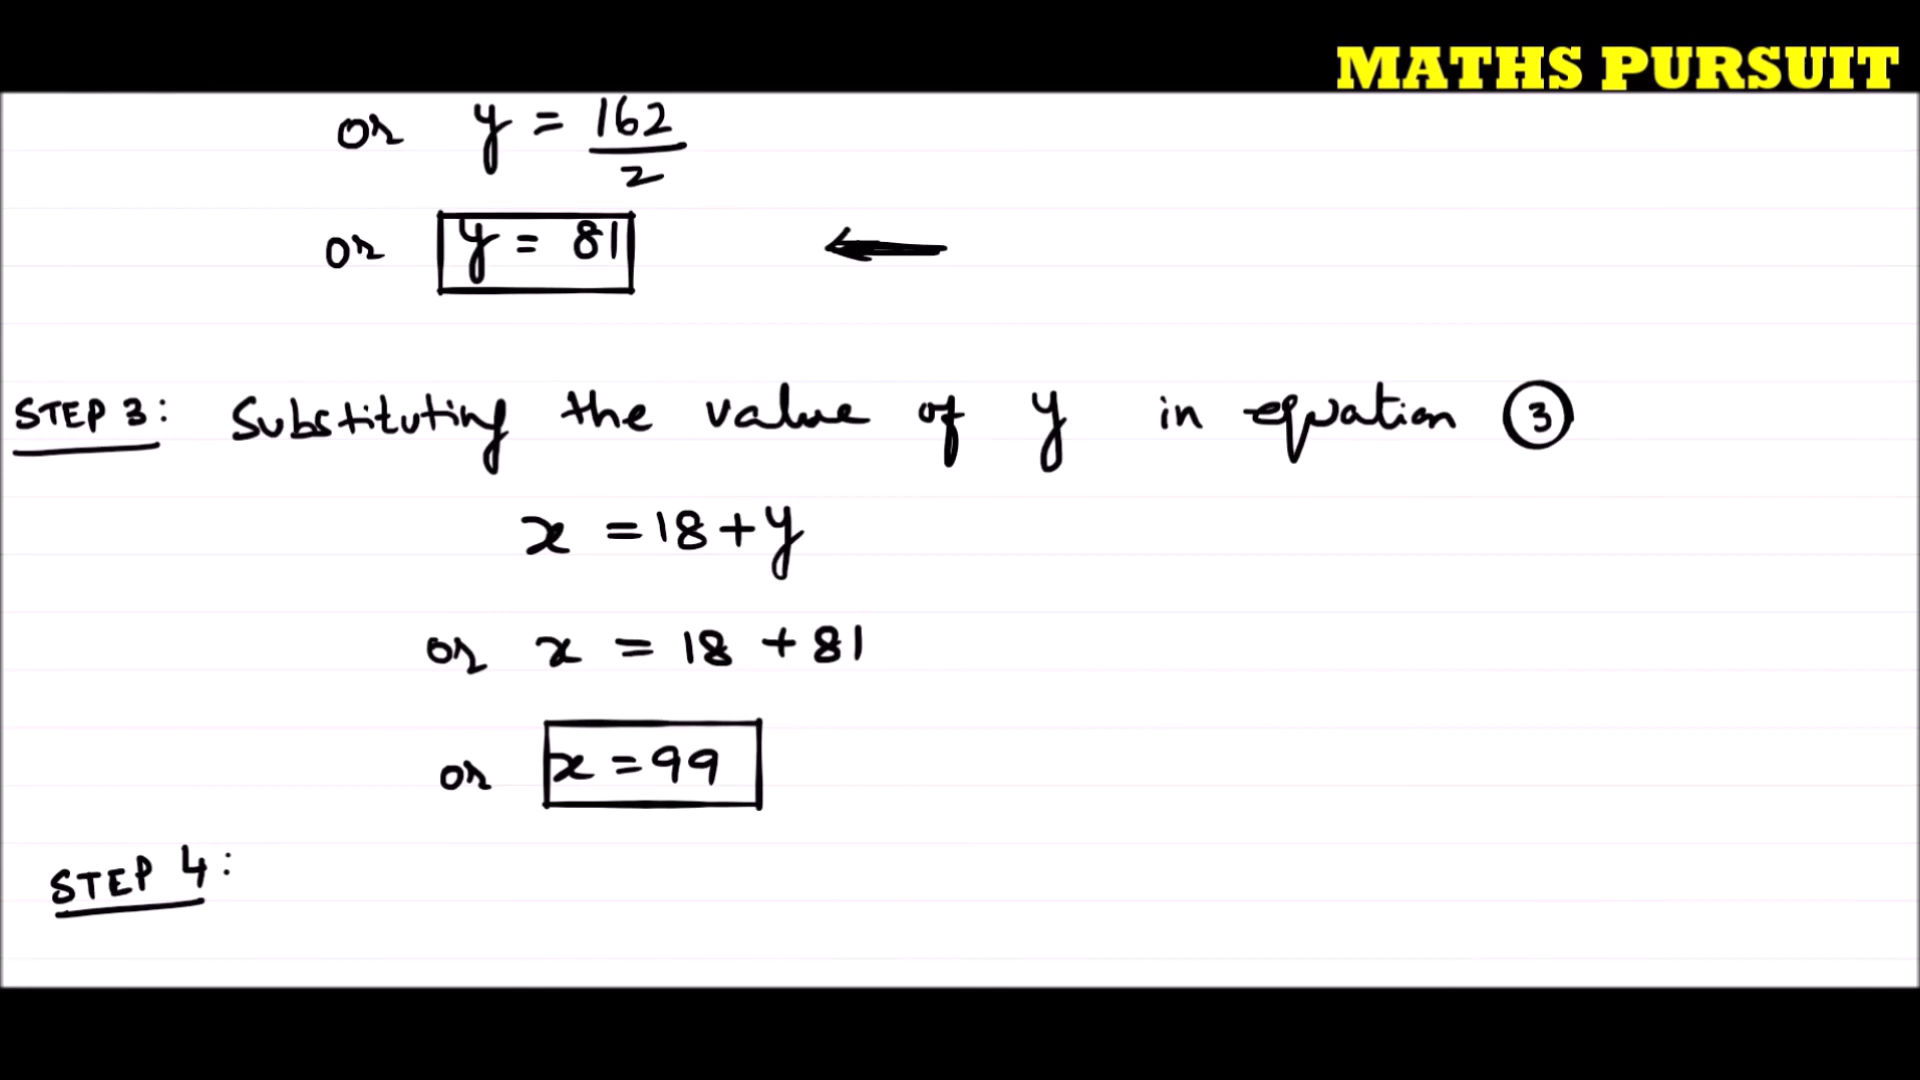 MATHS PURSUIT
or y = 162/2
or y = 81
STEP 3: Substituting the value of y in equation ③
x = 18 + y
or x = 18 + 81
or x = 99
STEP 4: